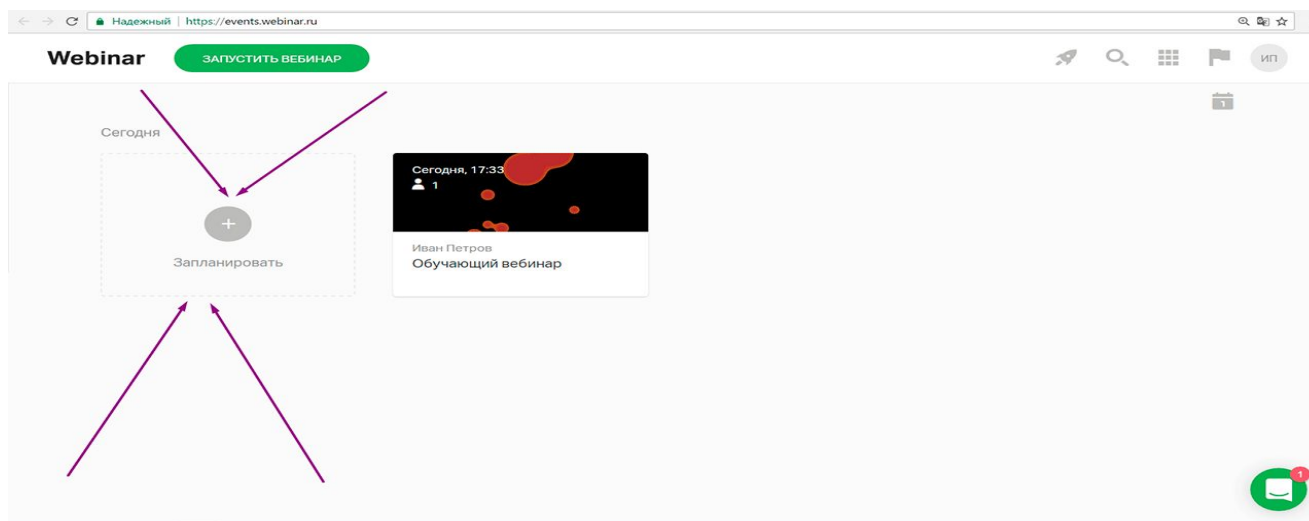 Надежный | https://events.webinar.ru
Webinar
ЗАПУСТИТЬ ВЕБИНАР
ИП
1
Сегодня
Запланировать
Сегодня, 17:33
1
Иван Петров
Обучающий вебинар
1